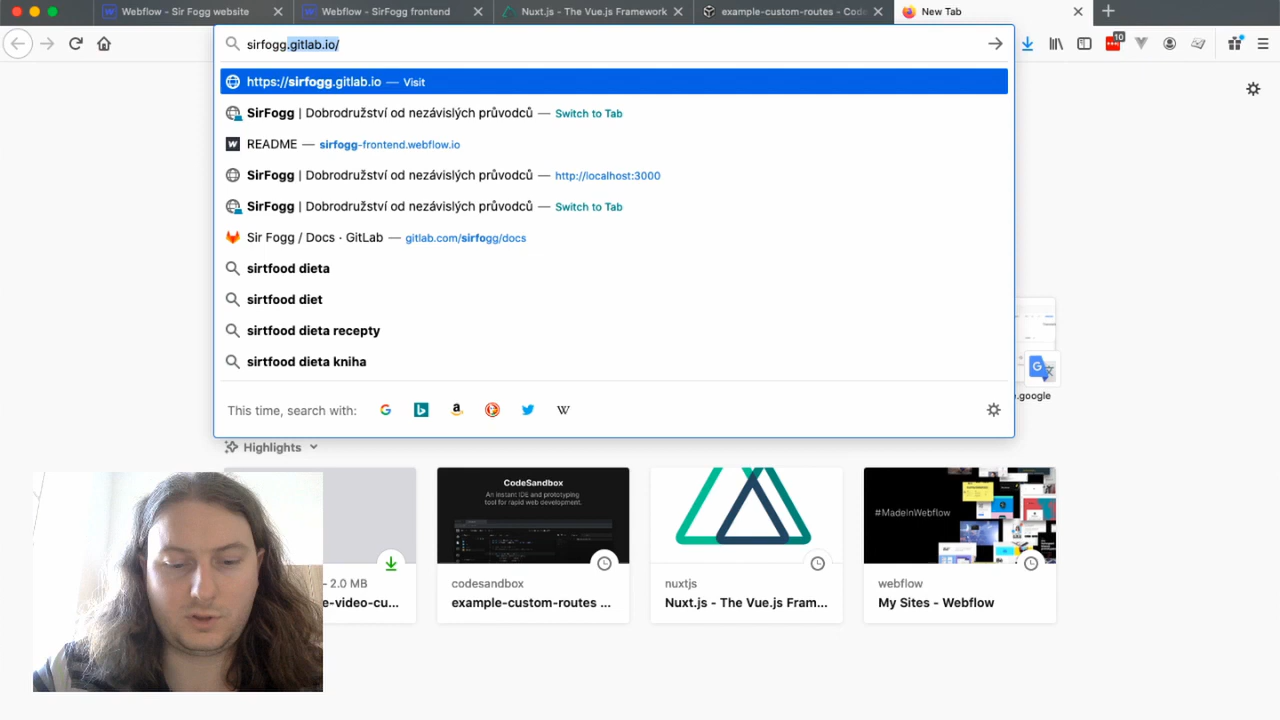 Webflow - Sir Fogg website
Webflow - SirFogg frontend
Nuxt.js - The Vue.js Framework
example-custom-routes - Code
New Tab
sirfogg.gitlab.io/
10
https://sirfogg.gitlab.io — Visit
SirFogg | Dobrodružství od nezávislých průvodců — Switch to Tab
README — sirfogg-frontend.webflow.io
SirFogg | Dobrodružství od nezávislých průvodců — http://localhost:3000
SirFogg | Dobrodružství od nezávislých průvodců — Switch to Tab
Sir Fogg / Docs · GitLab — gitlab.com/sirfogg/docs
sirtfood dieta
sirtfood diet
sirtfood dieta recepty
sirtfood dieta kniha
This time, search with:
.google
Highlights
CodeSandbox
An instant IDE and prototyping
tool for rapid web development.
#MadeInWebflow
- 2.0 MB
e-video-cu...
codesandbox
example-custom-routes ...
nuxtjs
Nuxt.js - The Vue.js Fram...
webflow
My Sites - Webflow